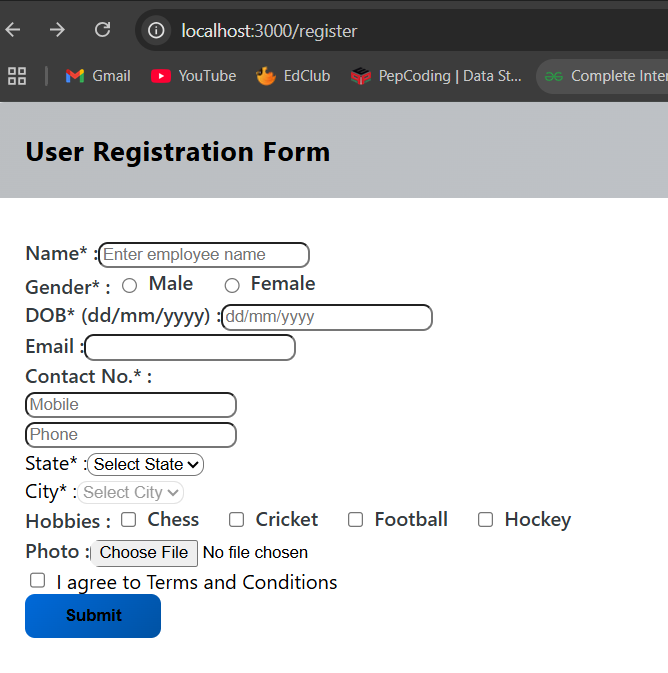 localhost:3000/register
Gmail YouTube EdClub PepCoding | Data St... Complete Inter
User Registration Form
Name* : Enter employee name
Gender* : Male Female
DOB* (dd/mm/yyyy) : dd/mm/yyyy
Email :
Contact No.* :
Mobile
Phone
State* : Select State
City* : Select City
Hobbies : Chess Cricket Football Hockey
Photo : Choose File No file chosen
I agree to Terms and Conditions
Submit